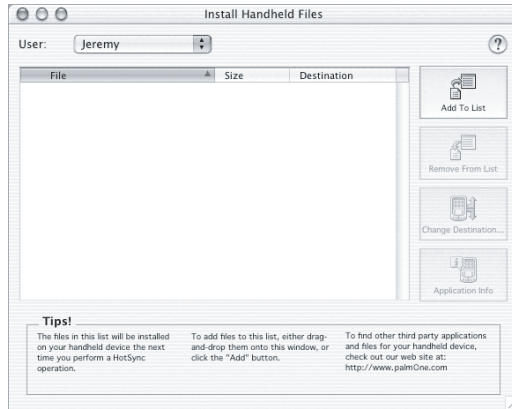 Install Handheld Files
User: Jeremy
?
File Size Destination
Add To List
Remove From List
Change Destination...
Application Info
Tips!
The files in this list will be installed
on your handheld device the next
time you perform a HotSync
operation.
To add files to this list, either drag-
and-drop them onto this window, or
click the "Add" button.
To find other third party applications
and files for your handheld device,
check out our web site at:
http://www.palmOne.com